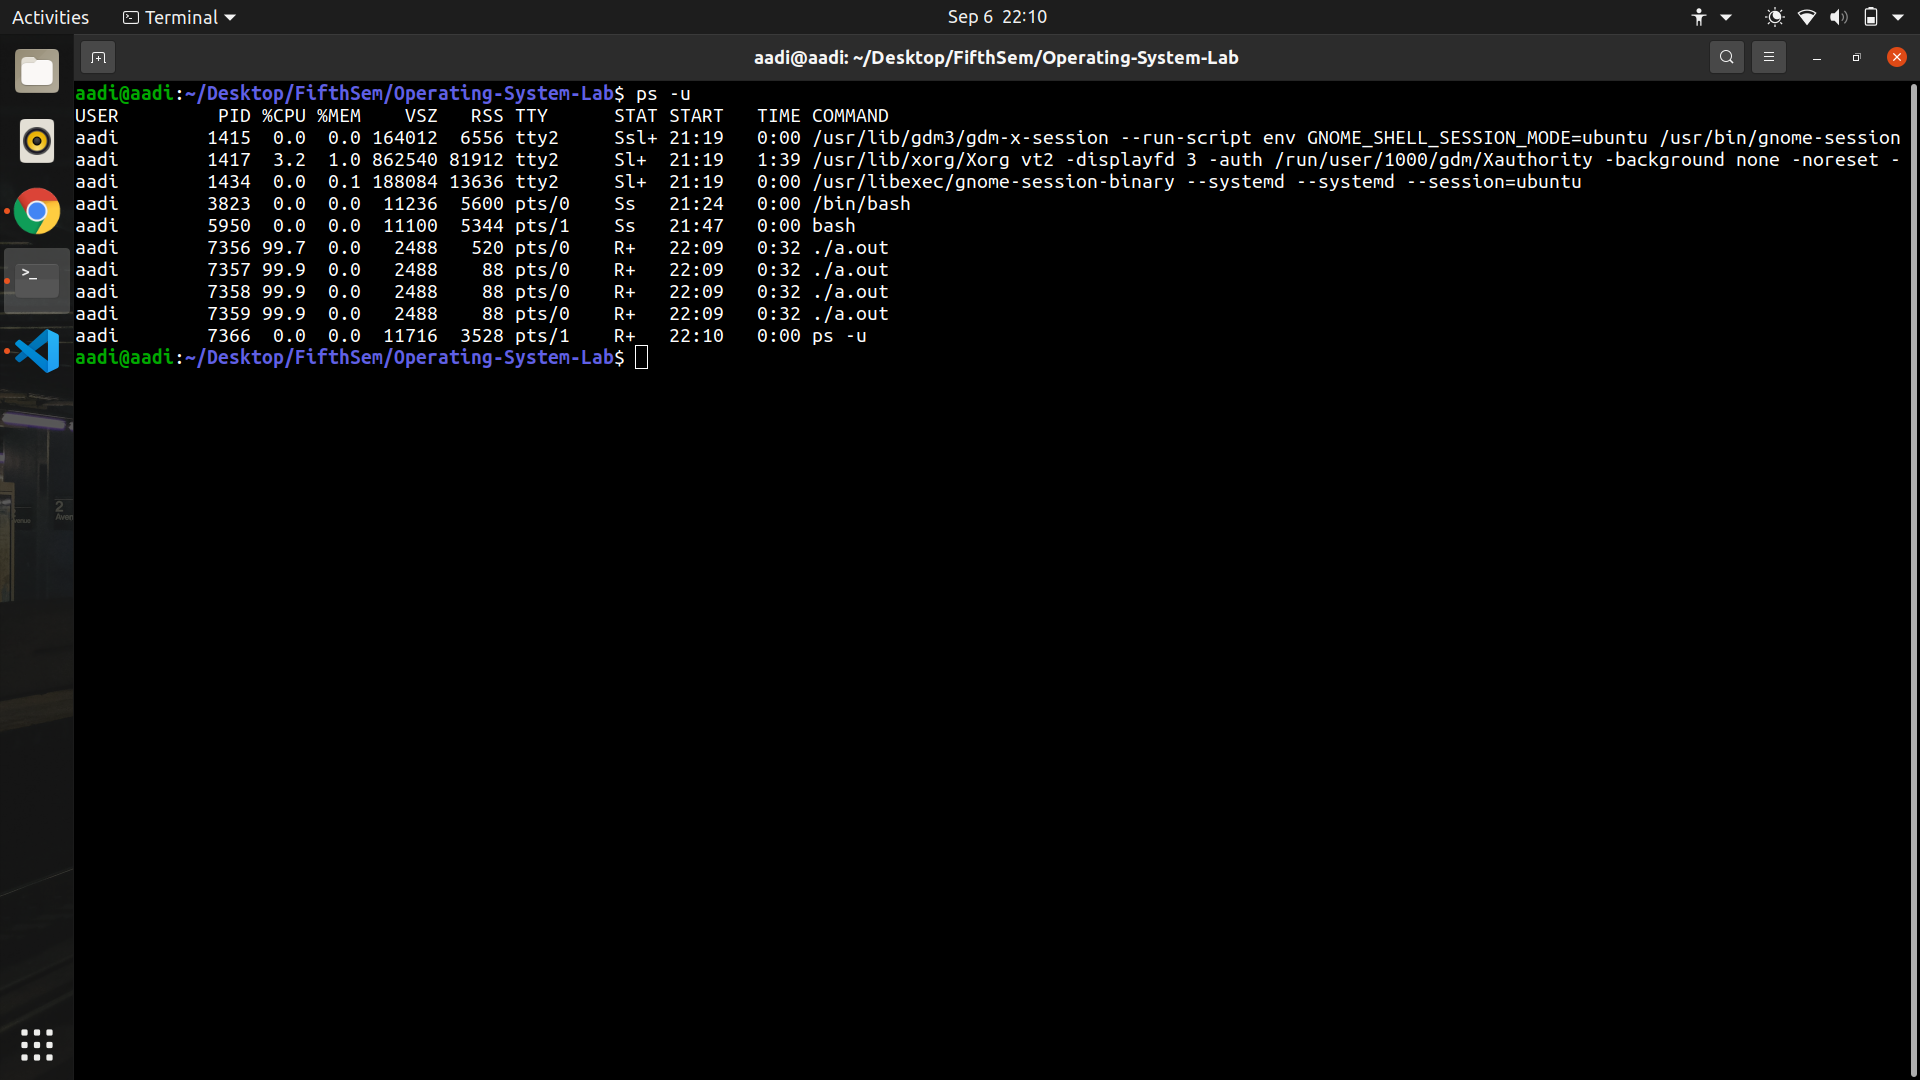 Activities Terminal Sep 6 22:10
aadi@aadi: ~/Desktop/FifthSem/Operating-System-Lab
aadi@aadi:~/Desktop/FifthSem/Operating-System-Lab$ ps -u
USER         PID %CPU %MEM    VSZ   RSS TTY      STAT START   TIME COMMAND
aadi        1415  0.0  0.0 164012  6556 tty2     Ssl+ 21:19   0:00 /usr/lib/gdm3/gdm-x-session --run-script env GNOME_SHELL_SESSION_MODE=ubuntu /usr/bin/gnome-session
aadi        1417  3.2  1.0 862540 81912 tty2     Sl+  21:19   1:39 /usr/lib/xorg/Xorg vt2 -displayfd 3 -auth /run/user/1000/gdm/Xauthority -background none -noreset -
aadi        1434  0.0  0.1 188084 13636 tty2     Sl+  21:19   0:00 /usr/libexec/gnome-session-binary --systemd --systemd --session=ubuntu
aadi        3823  0.0  0.0  11236  5600 pts/0    Ss   21:24   0:00 /bin/bash
aadi        5950  0.0  0.0  11100  5344 pts/1    Ss   21:47   0:00 bash
aadi        7356 99.7  0.0   2488   520 pts/0    R+   22:09   0:32 ./a.out
aadi        7357 99.9  0.0   2488    88 pts/0    R+   22:09   0:32 ./a.out
aadi        7358 99.9  0.0   2488    88 pts/0    R+   22:09   0:32 ./a.out
aadi        7359 99.9  0.0   2488    88 pts/0    R+   22:09   0:32 ./a.out
aadi        7366  0.0  0.0  11716  3528 pts/1    R+   22:10   0:00 ps -u
aadi@aadi:~/Desktop/FifthSem/Operating-System-Lab$